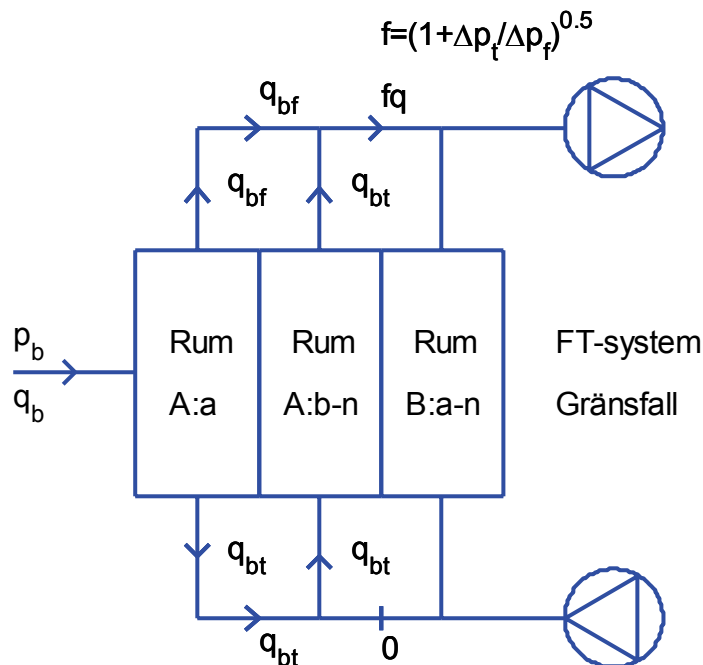 f=(1+Δp_t/Δp_f)^0.5
q_bf fq
q_bf q_bt
p_b
q_b
Rum A:a
Rum A:b-n
Rum B:a-n
FT-system
Gränsfall
q_bt q_bt
q_bt 0